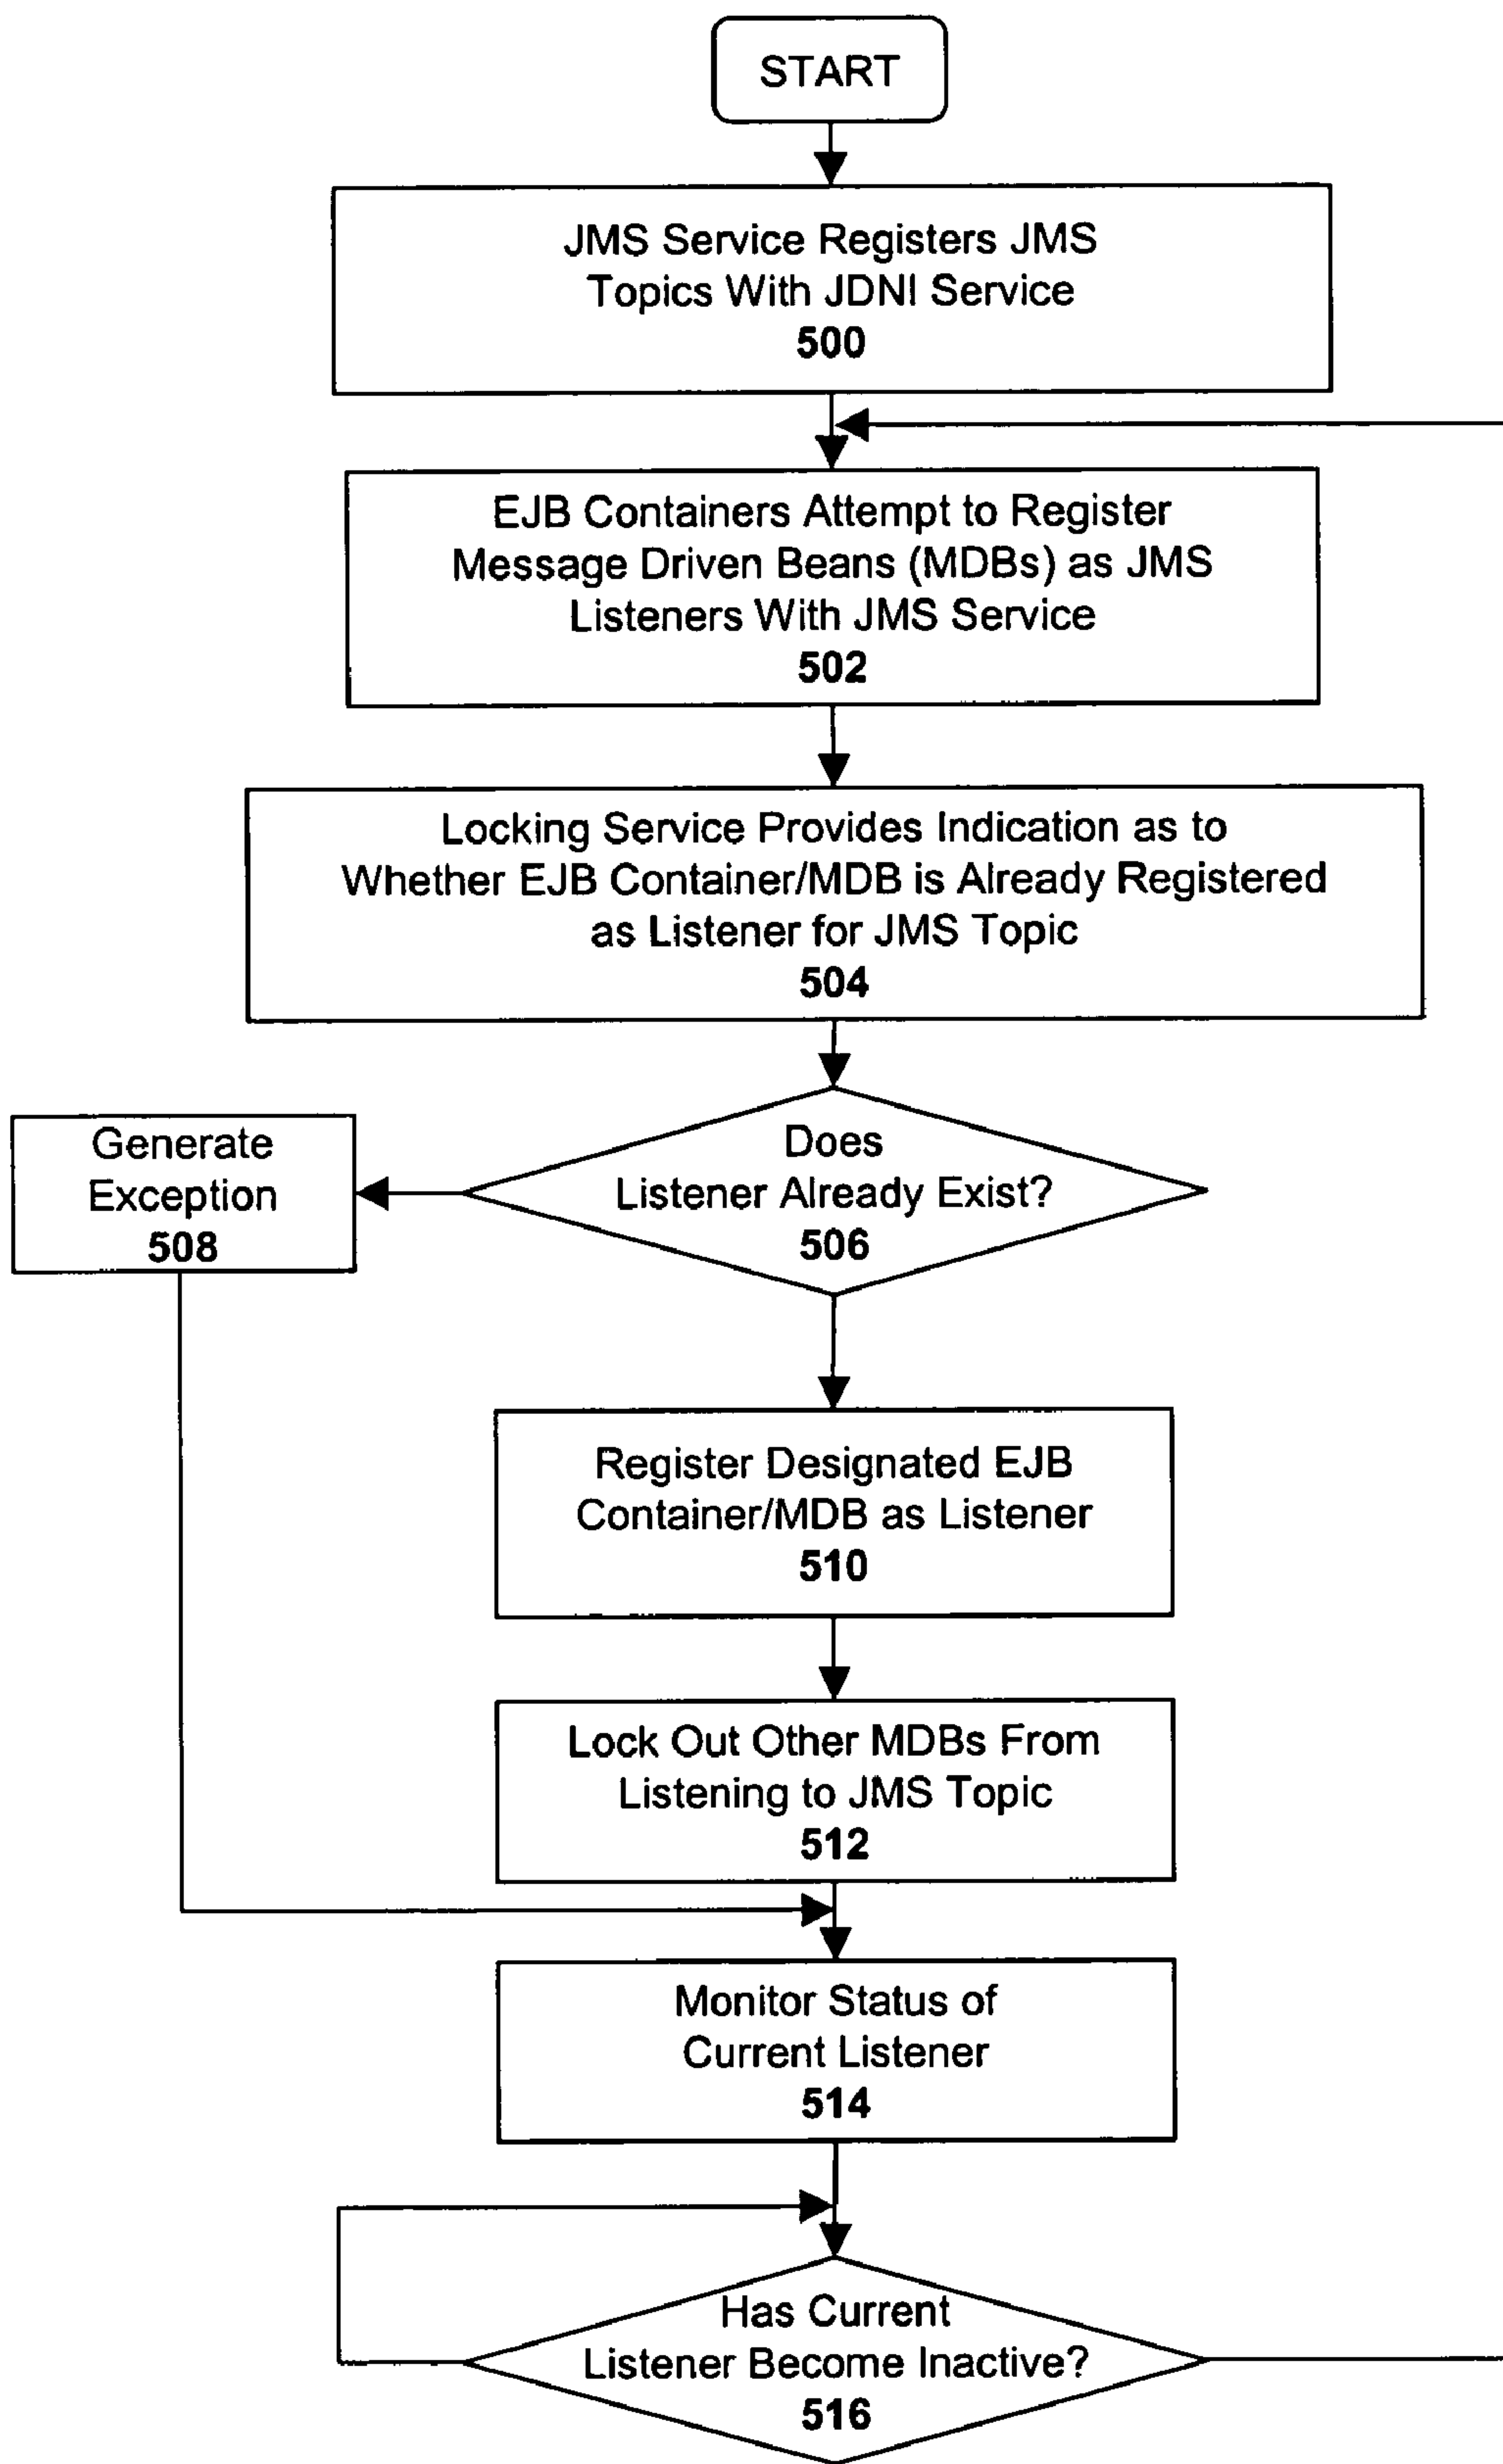 START
JMS Service Registers JMS
Topics With JDNI Service
500
EJB Containers Attempt to Register
Message Driven Beans (MDBs) as JMS
Listeners With JMS Service
502
Locking Service Provides Indication as to
Whether EJB Container/MDB is Already Registered
as Listener for JMS Topic
504
Does
Listener Already Exist?
506
Generate
Exception
508
Register Designated EJB
Container/MDB as Listener
510
Lock Out Other MDBs From
Listening to JMS Topic
512
Monitor Status of
Current Listener
514
Has Current
Listener Become Inactive?
516